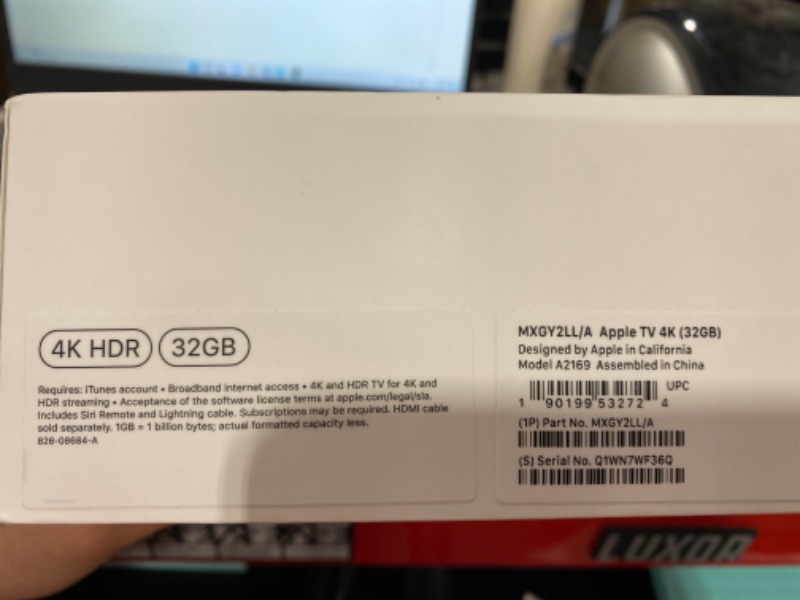 4K HDR 32GB
Requires: iTunes account • Broadband internet access • 4K and HDR TV for 4K and
HDR streaming • Acceptance of the software license terms at apple.com/legal/sla.
Includes Siri Remote and Lightning cable. Subscriptions may be required. HDMI cable
sold separately. 1GB = 1 billion bytes; actual formatted capacity less.
826-08684-A
MXGY2LL/A Apple TV 4K (32GB)
Designed by Apple in California
Model A2169 Assembled in China
UPC
1 90199 53272 4
(1P) Part No. MXGY2LL/A
(S) Serial No. Q1WN7WF36Q
LUXOR